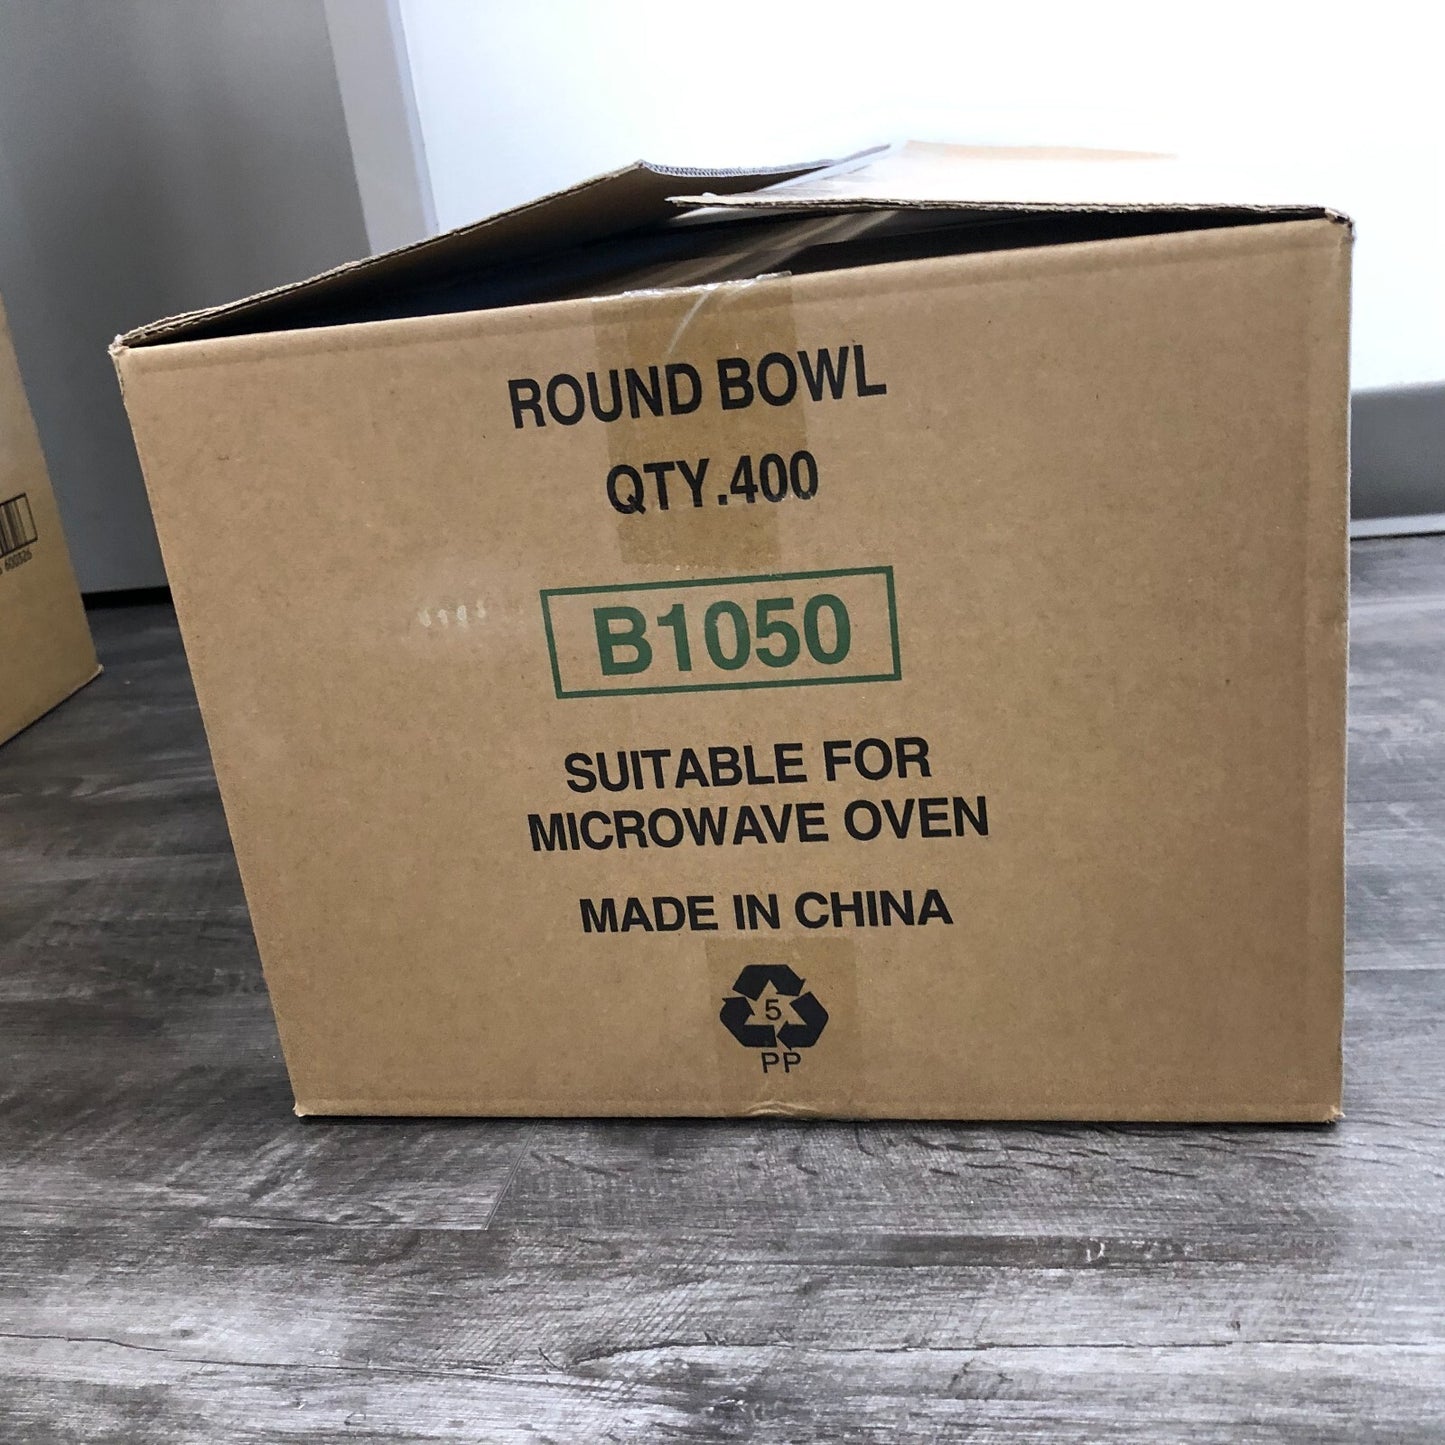 ROUND BOWL
QTY.400
B1050
SUITABLE FOR
MICROWAVE OVEN
MADE IN CHINA
5
PP